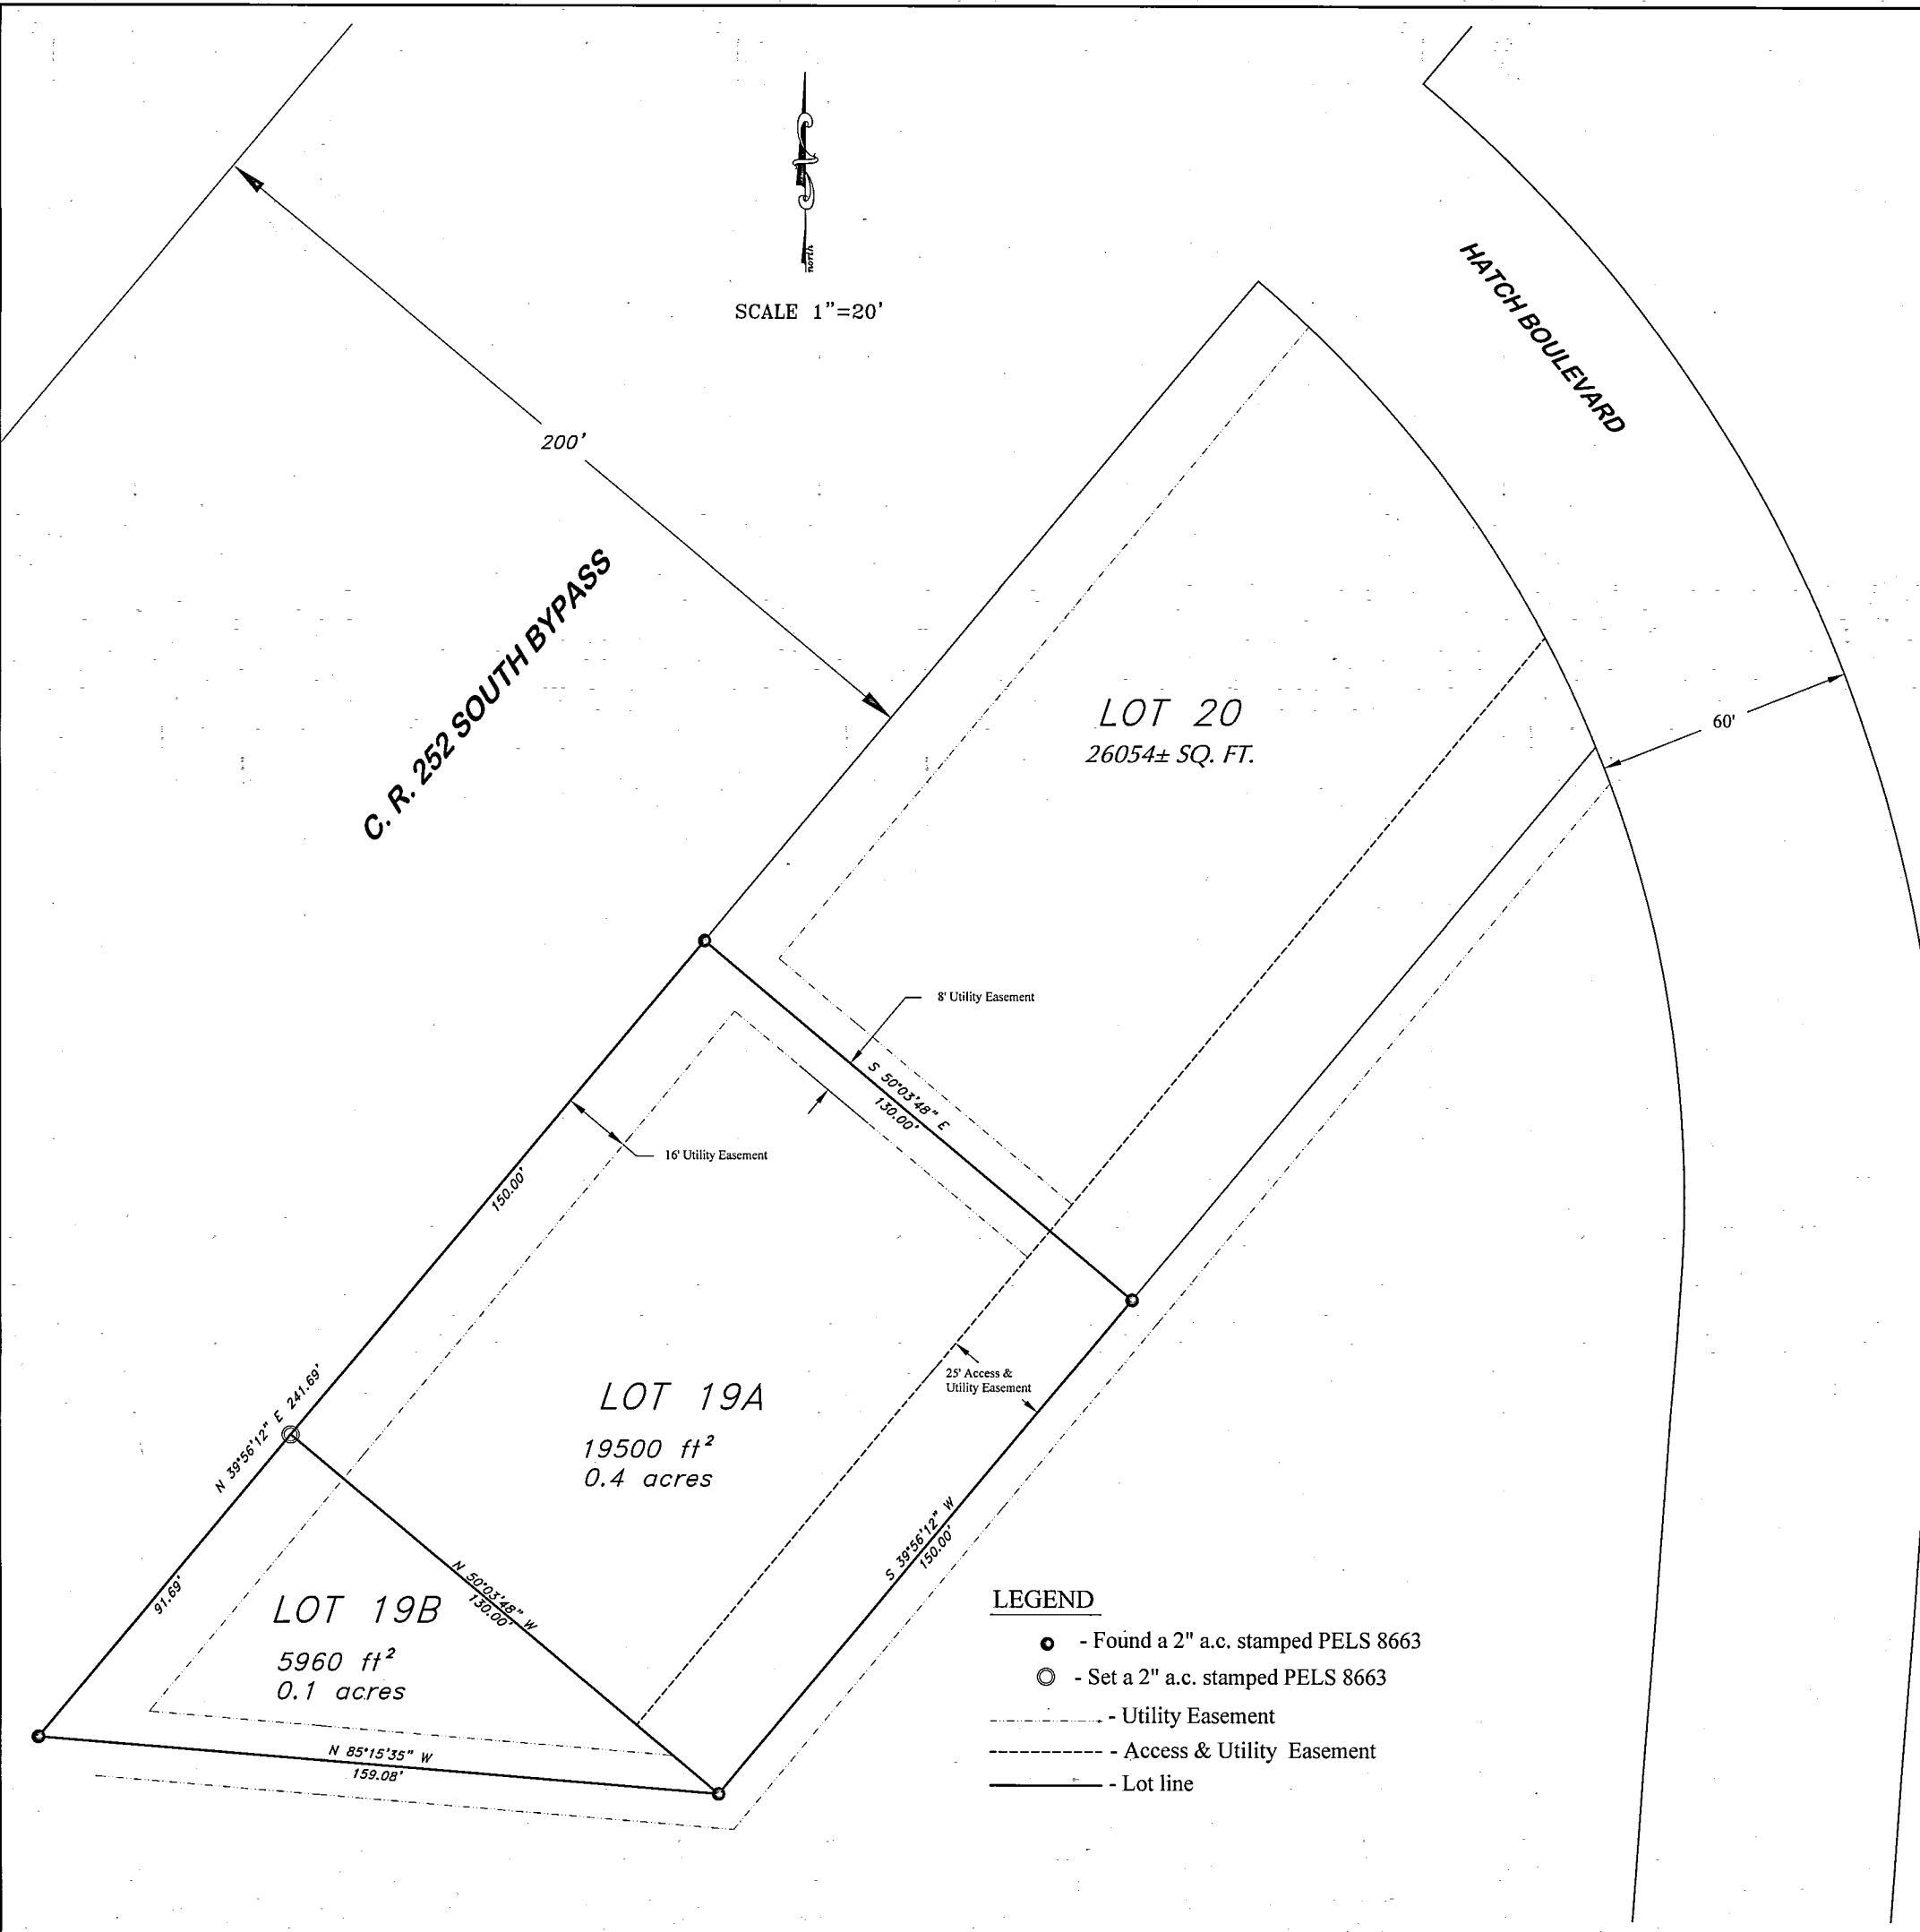 north
SCALE 1"=20'
HATCH BOULEVARD
200'
C. R. 252 SOUTH BYPASS
LOT 20
26054± SQ. FT.
60'
8' Utility Easement
S 50°03'48" E
130.00'
16' Utility Easement
150.00'
25' Access &
Utility Easement
N 39°56'12" E 241.69'
LOT 19A
19500 ft²
0.4 acres
S 39°56'12" W
150.00'
N 50°03'48" W
130.00'
91.69'
LOT 19B
5960 ft²
0.1 acres
N 85°15'35" W
159.08'
LEGEND
- Found a 2" a.c. stamped PELS 8663
- Set a 2" a.c. stamped PELS 8663
- Utility Easement
- Access & Utility Easement
- Lot line